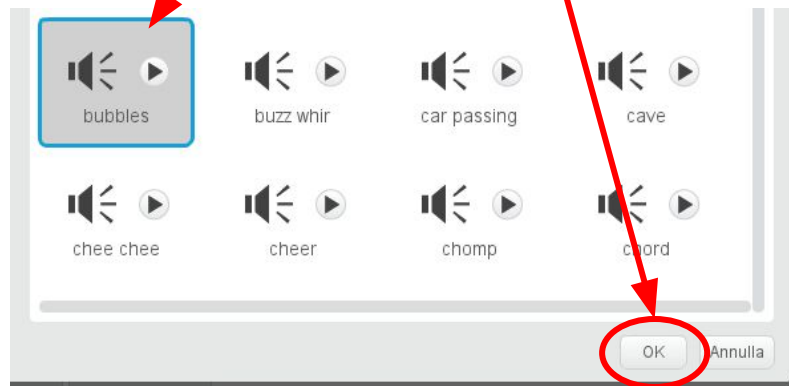 bubbles buzz whir car passing cave
chee chee cheer chomp chord
OK Annulla